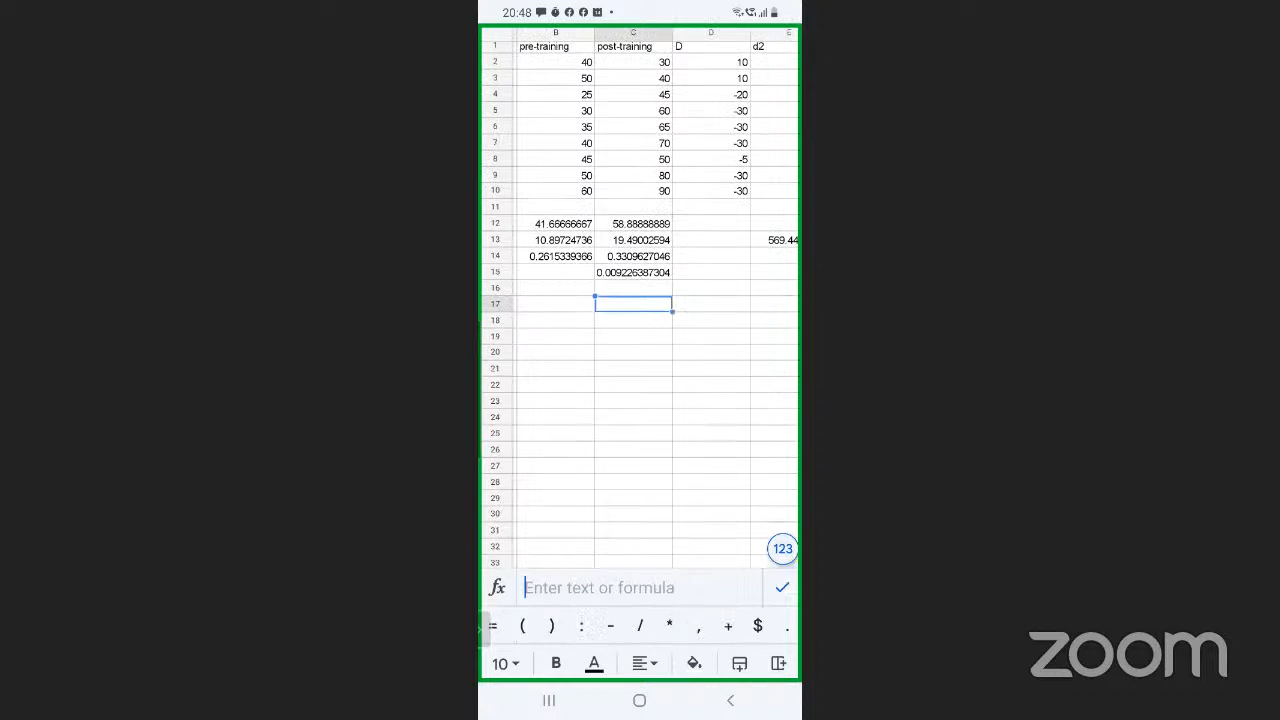 20:48
B C D E
1 pre-training post-training D d2
2 40 30 10
3 50 40 10
4 25 45 -20
5 30 60 -30
6 35 65 -30
7 40 70 -30
8 45 50 -5
9 50 80 -30
10 60 90 -30
11
12 41.66666667 58.88888889
13 10.89724736 19.49002594 569.44
14 0.2615339366 0.3309627046
15 0.009226387304
16
17
18
19
20
21
22
23
24
25
26
27
28
29
30
31
32
33
123
fx Enter text or formula
= ( ) : - / * , + $ .
10 B A
zoom